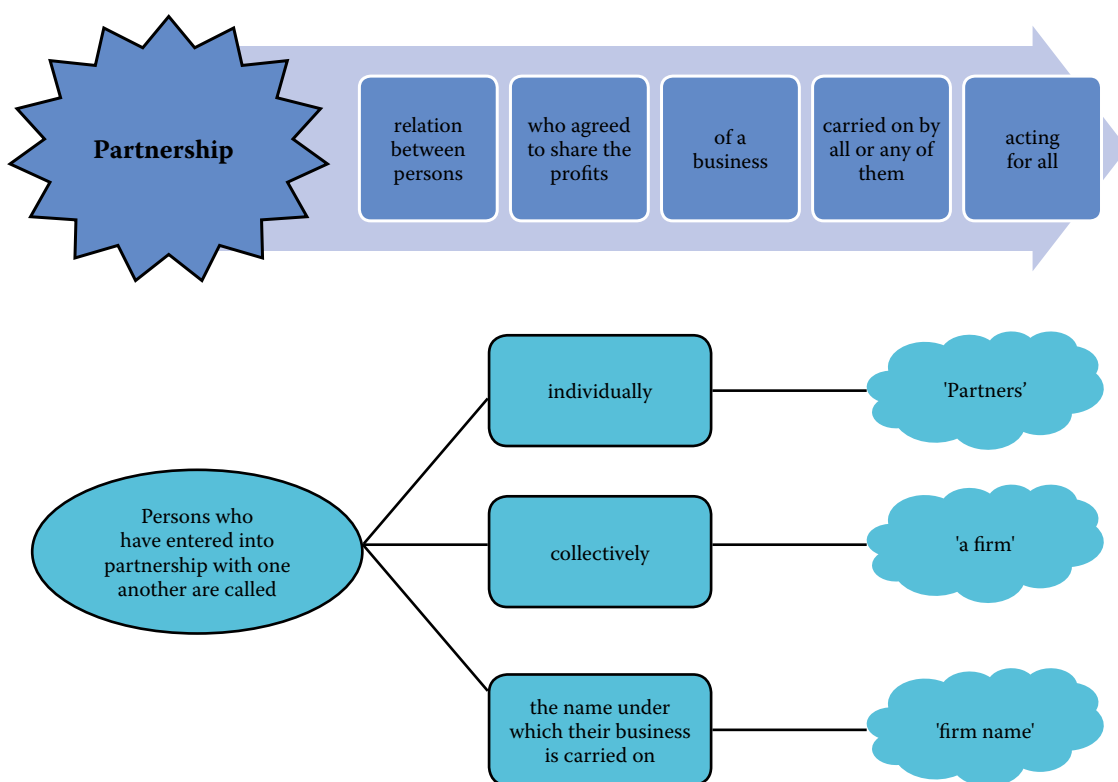 Partnership
relation
between
persons
who agreed
to share the
profits
of a
business
carried on by
all or any of
them
acting
for all
individually
'Partners’
Persons who
have entered into
partnership with one
another are called
collectively
'a firm'
the name under
which their business
is carried on
'firm name'